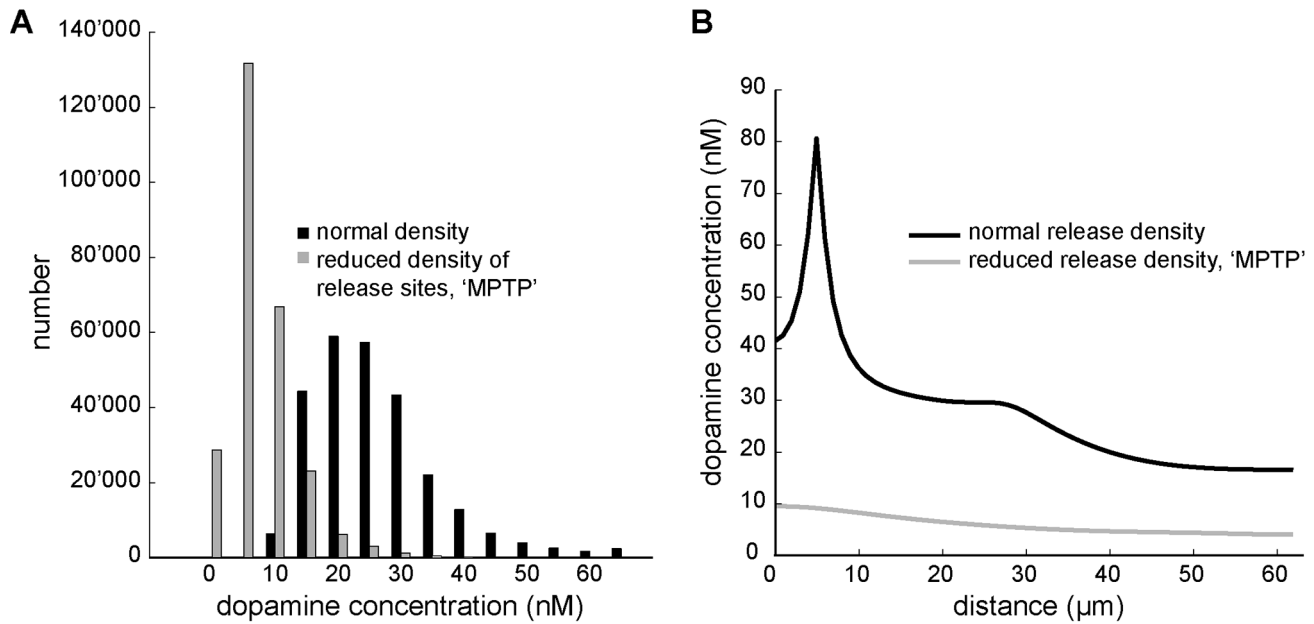 A
140’000
120’000
100’000
80’000
60’000
40’000
20’000
0
number
normal density
reduced density of
release sites, ‘MPTP’
0 10 20 30 40 50 60
dopamine concentration (nM)
B
90
80
70
60
50
40
30
20
10
0
dopamine concentration (nM)
normal release density
reduced release density, ‘MPTP’
0 10 20 30 40 50 60
distance (µm)